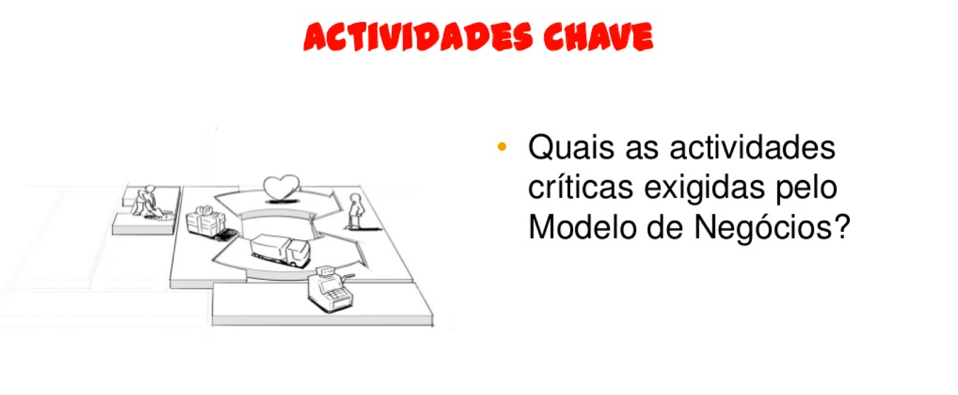 ACTIVIDADES CHAVE
• Quais as actividades
críticas exigidas pelo
Modelo de Negócios?